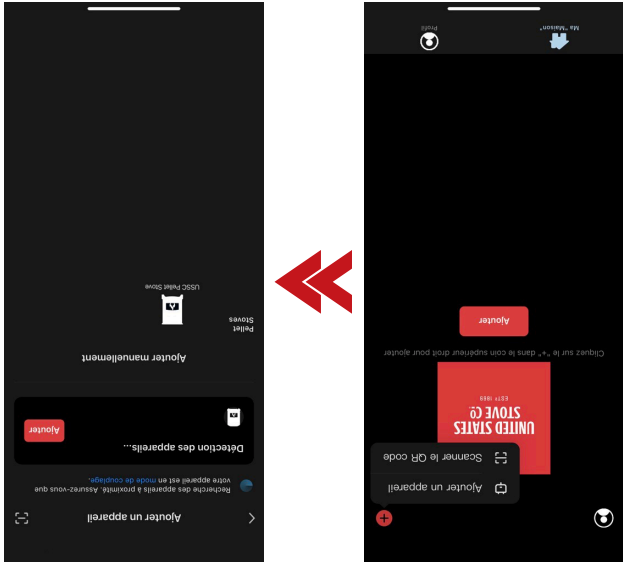 Ajouter un appareil
Scanner le QR code
UNITED STATES
STOVE CO.
ESTD 1869
Cliquez sur le "+" dans le coin supérieur droit pour ajouter
Ajouter
Ma "Maison"
Profil
Ajouter un appareil
Recherche des appareils à proximité. Assurez-vous que
votre appareil est en mode de couplage.
Détection des appareils...
Ajouter
Ajouter manuellement
Pellet
Stoves
USSC Pellet Stove